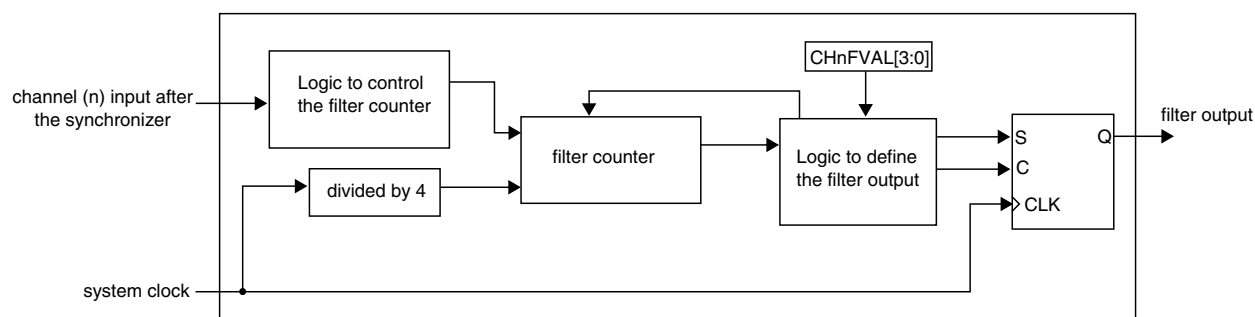 CHnFVAL[3:0]
Logic to control
the filter counter
channel (n) input after
the synchronizer
filter output
S
Q
filter counter
Logic to define
the filter output
C
divided by 4
CLK
system clock